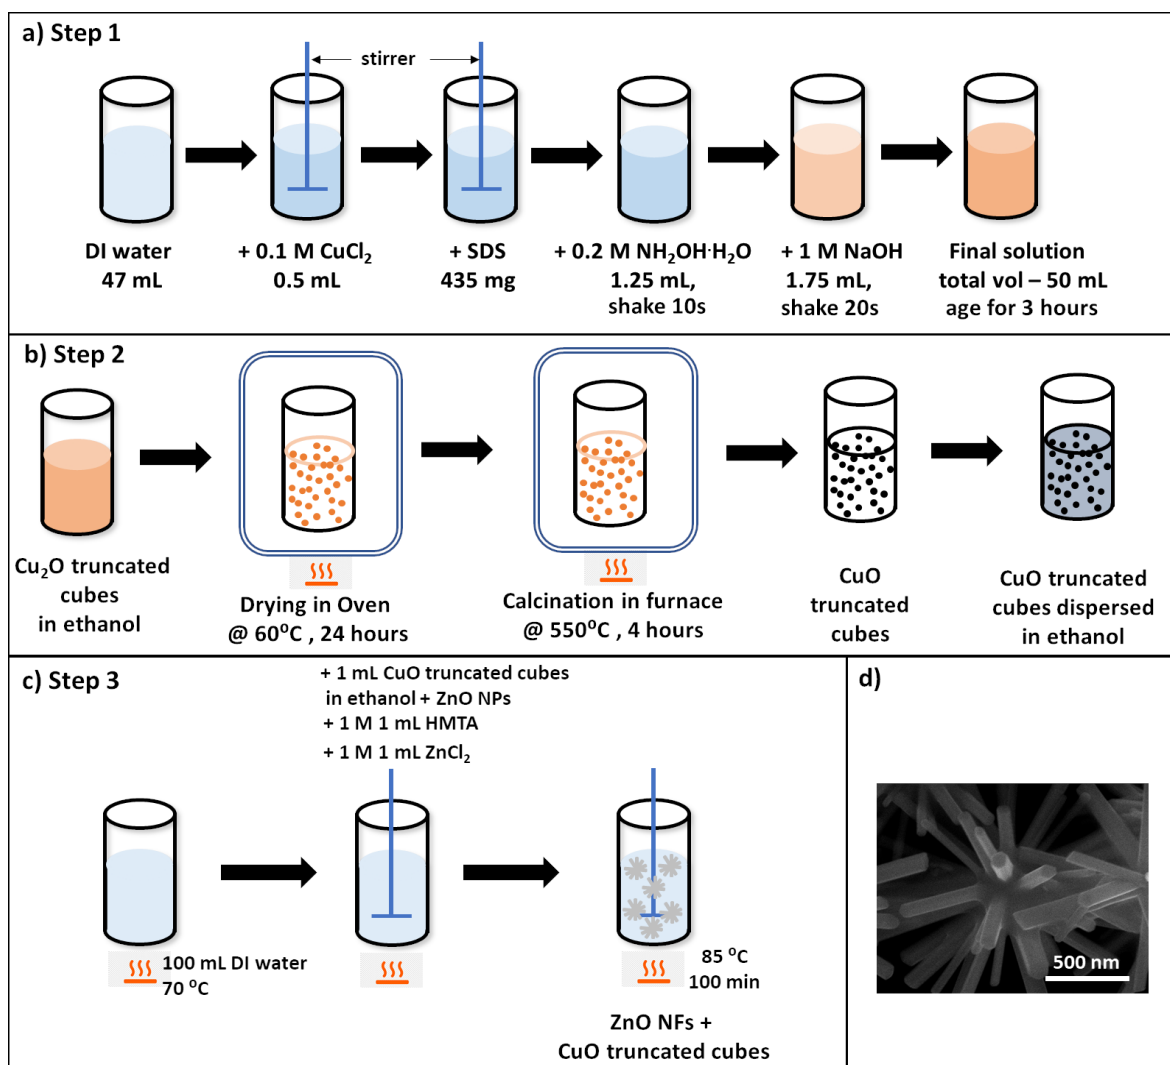 a) Step 1
stirrer
DI water
47 mL
+ 0.1 M CuCl₂
0.5 mL
+ SDS
435 mg
+ 0.2 M NH₂OH·H₂O
1.25 mL,
shake 10s
+ 1 M NaOH
1.75 mL,
shake 20s
Final solution
total vol – 50 mL
age for 3 hours
b) Step 2
Cu₂O truncated
cubes
in ethanol
Drying in Oven
@ 60⁰C , 24 hours
Calcination in furnace
@ 550⁰C , 4 hours
CuO
truncated
cubes
CuO truncated
cubes dispersed
in ethanol
c) Step 3
+ 1 mL CuO truncated cubes
in ethanol + ZnO NPs
+ 1 M 1 mL HMTA
+ 1 M 1 mL ZnCl₂
100 mL DI water
70 ⁰C
85 ⁰C
100 min
ZnO NFs +
CuO truncated cubes
d)
500 nm